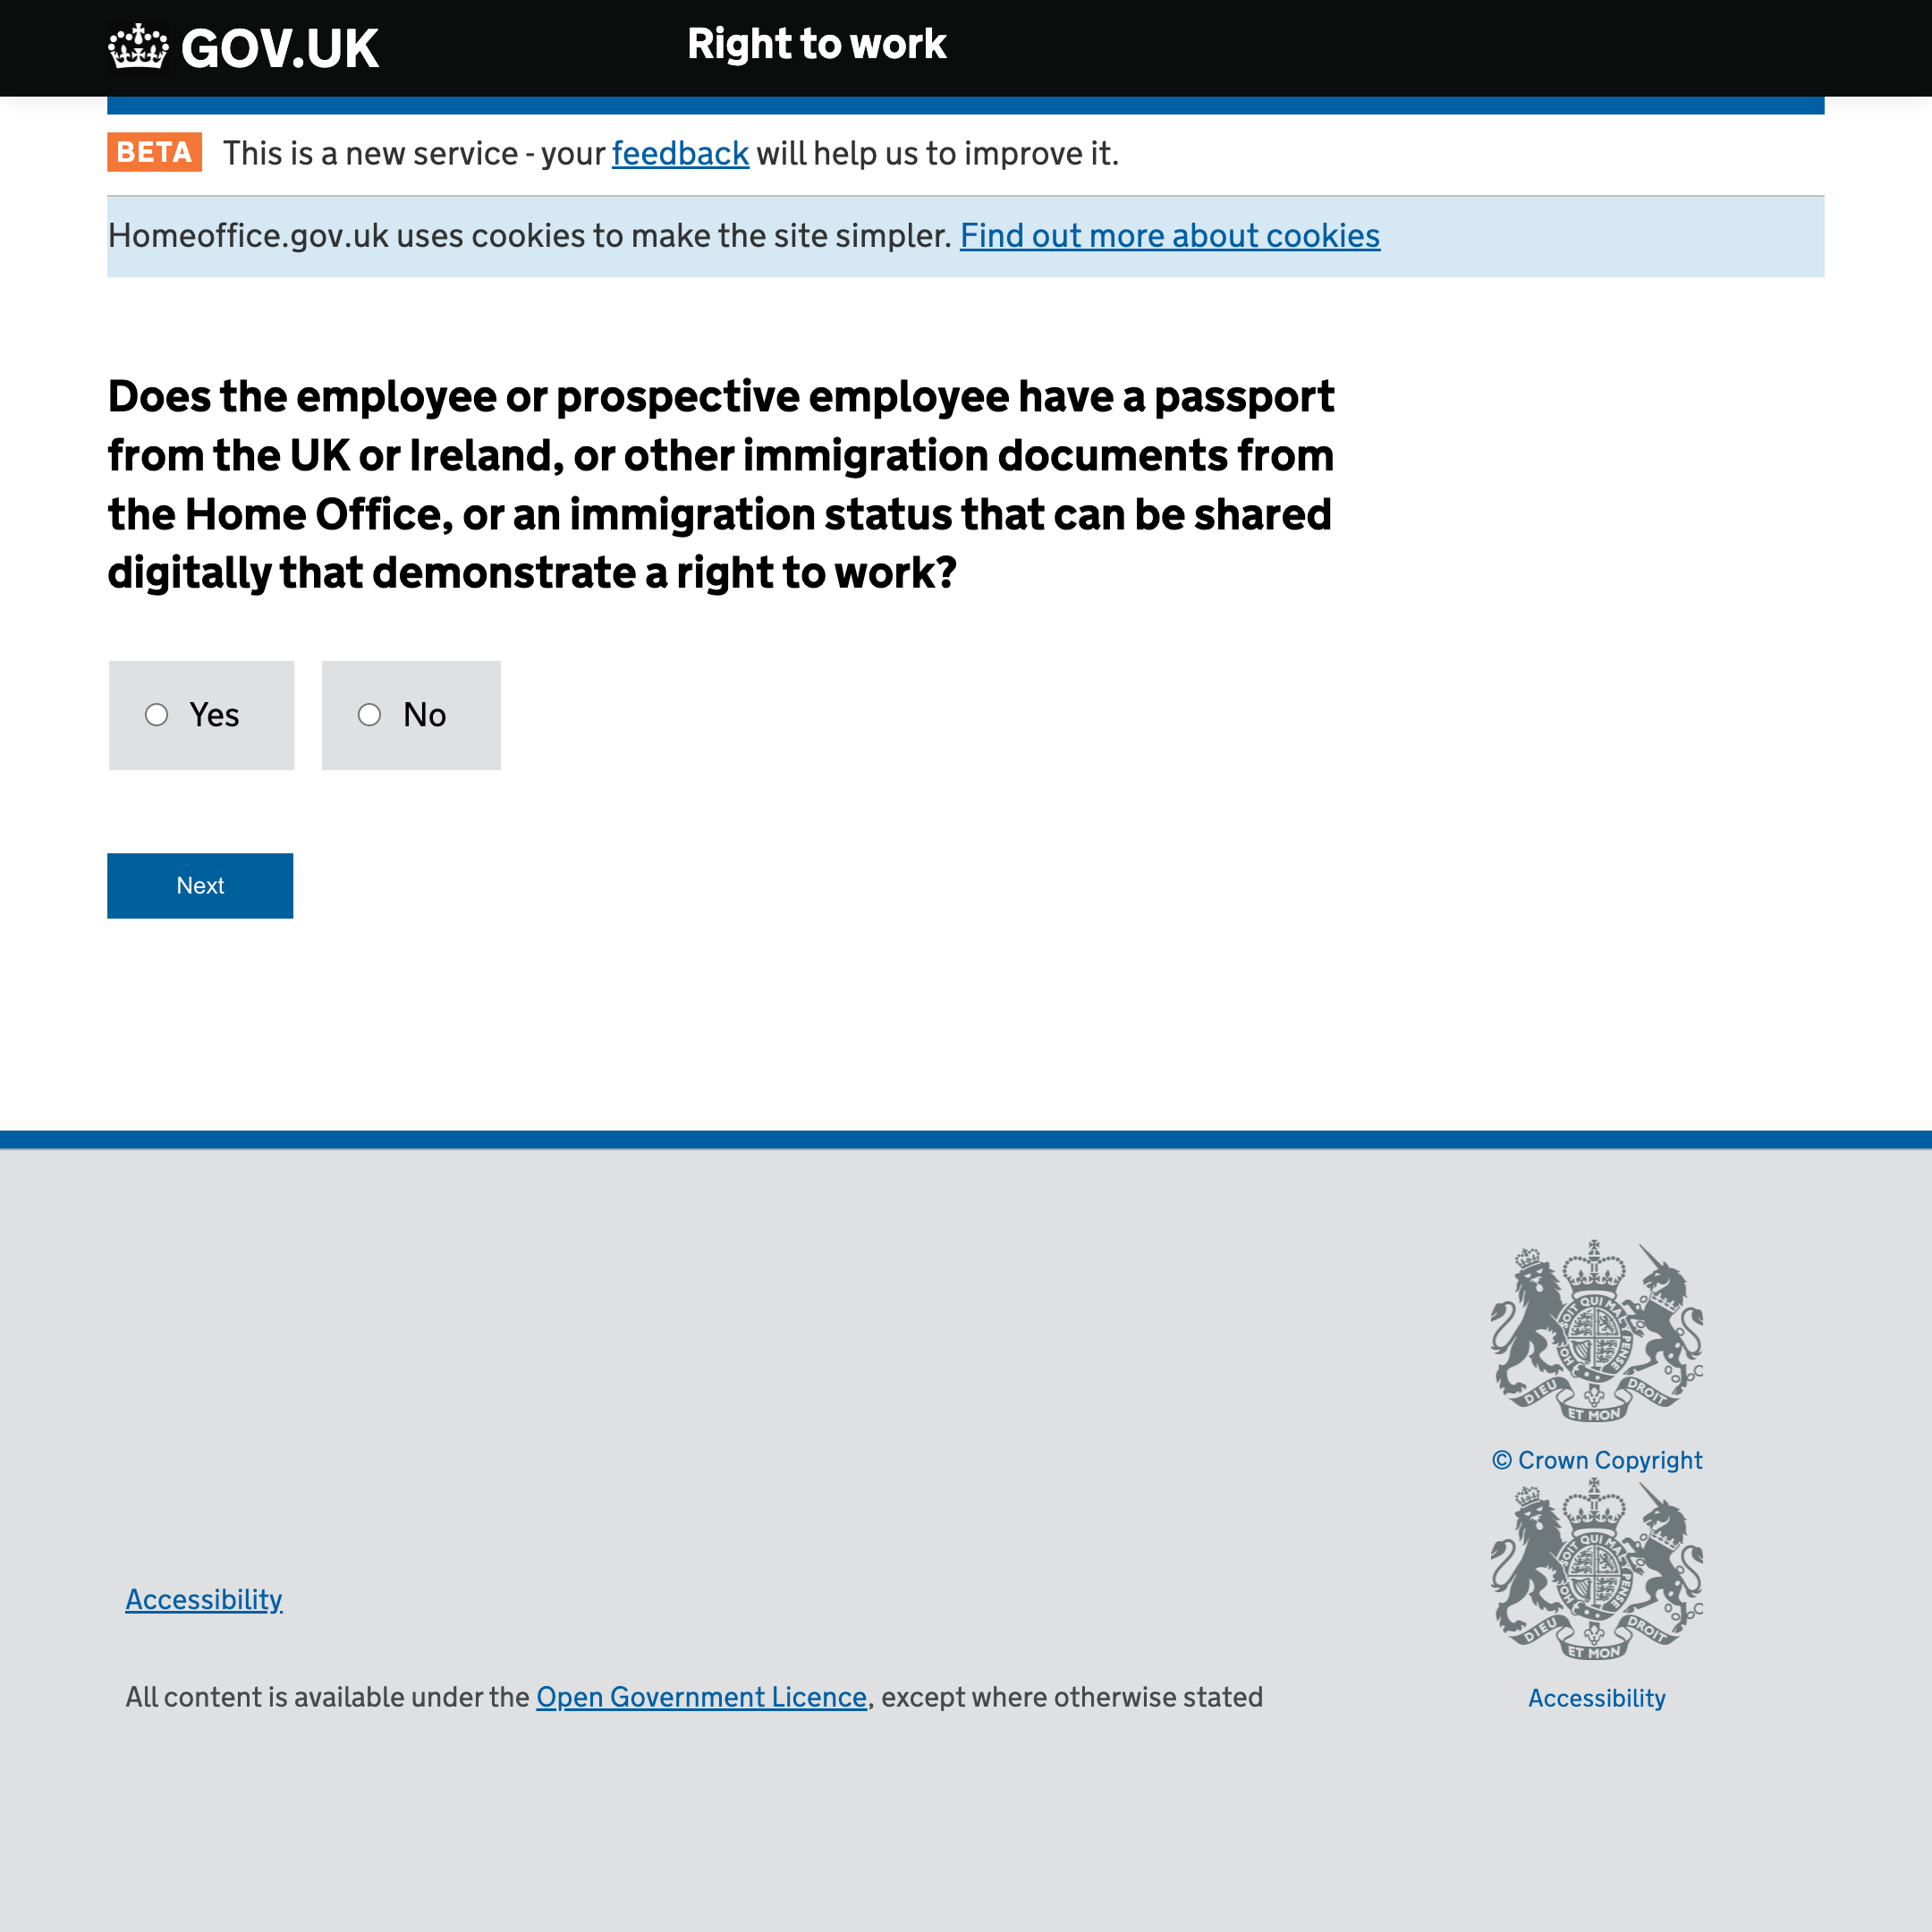 GOV.UK
Right to work
BETA
This is a new service - your feedback will help us to improve it.
Homeoffice.gov.uk uses cookies to make the site simpler. Find out more about cookies
Does the employee or prospective employee have a passport
from the UK or Ireland, or other immigration documents from
the Home Office, or an immigration status that can be shared
digitally that demonstrate a right to work?
Yes
No
Next
SOIT QUI MAL
PENSE
HON
DIEU
ET MON
DROIT
© Crown Copyright
SOIT QUI MAL
PENSE
HON
DIEU
ET MON
DROIT
Accessibility
Accessibility
All content is available under the Open Government Licence, except where otherwise stated